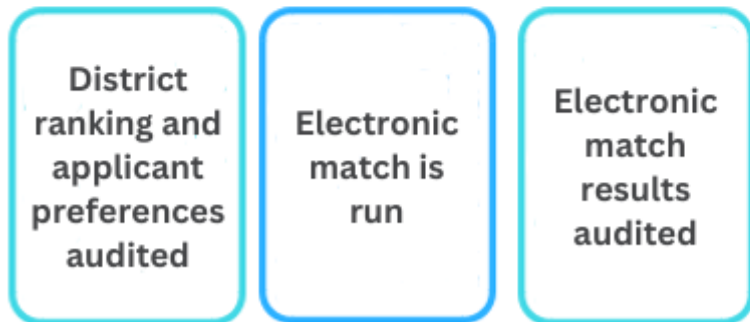 District
ranking and
applicant
preferences
audited
Electronic
match is
run
Electronic
match
results
audited